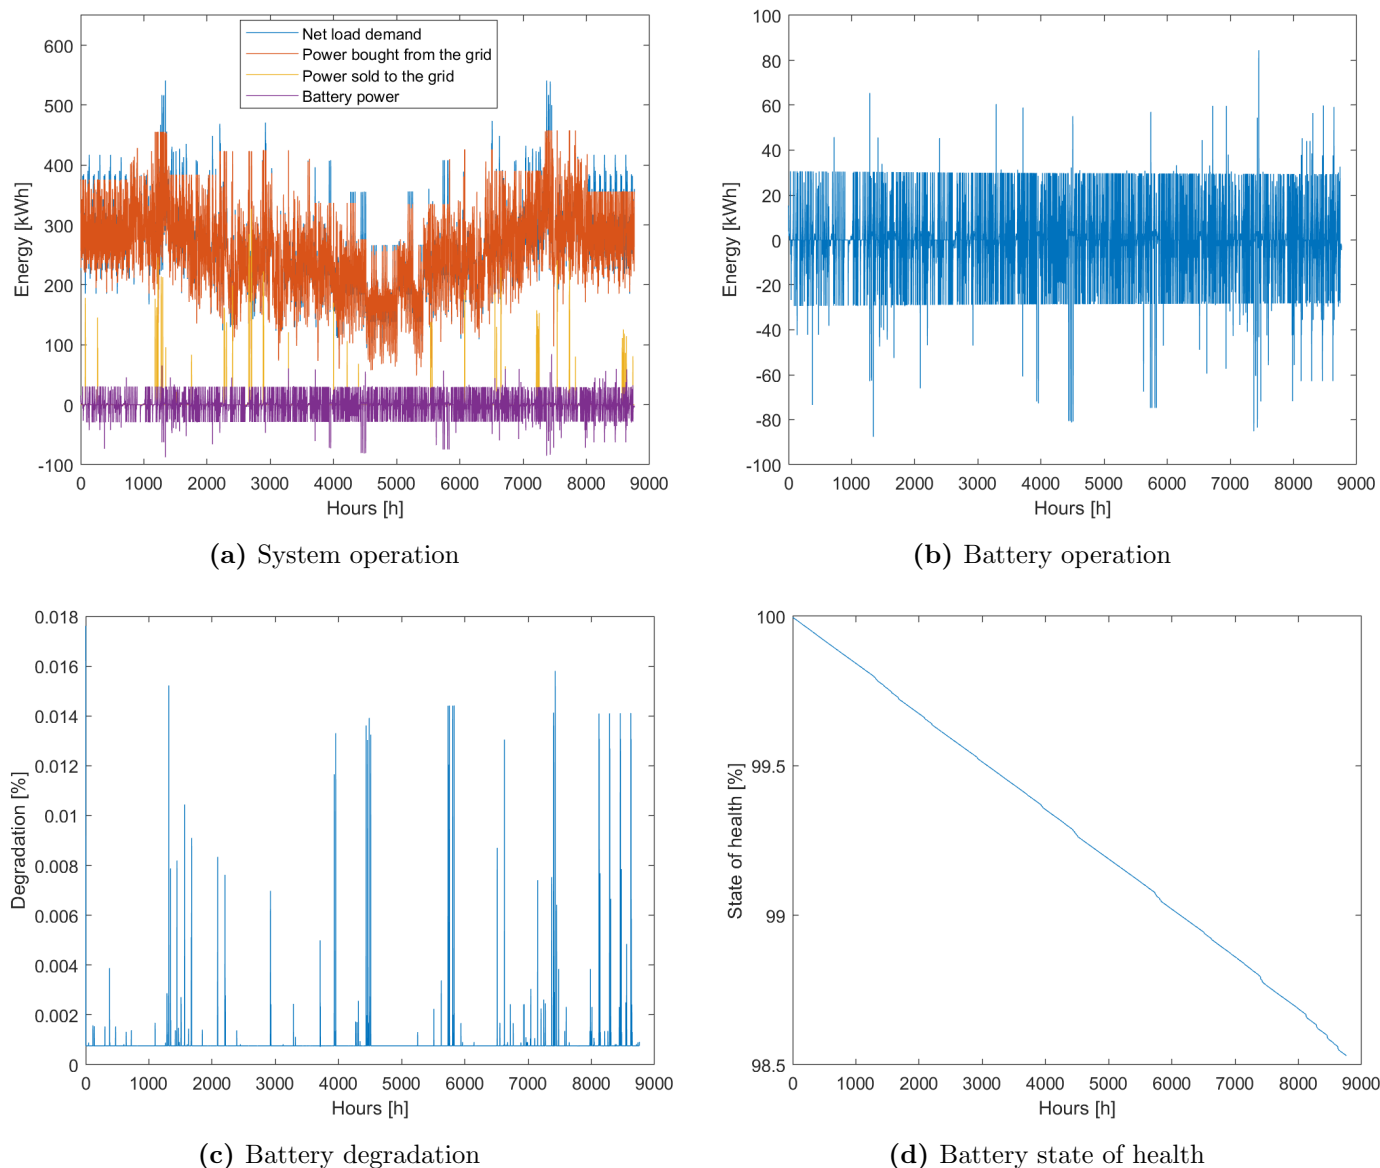 600
500
400
300
200
100
0
-100
Energy [kWh]
Net load demand
Power bought from the grid
Power sold to the grid
Battery power
0 1000 2000 3000 4000 5000 6000 7000 8000 9000
Hours [h]
(a) System operation
100
80
60
40
20
0
-20
-40
-60
-80
-100
Energy [kWh]
0 1000 2000 3000 4000 5000 6000 7000 8000 9000
Hours [h]
(b) Battery operation
0.018
0.016
0.014
0.012
0.01
0.008
0.006
0.004
0.002
0
Degradation [%]
0 1000 2000 3000 4000 5000 6000 7000 8000 9000
Hours [h]
(c) Battery degradation
100
99.5
99
98.5
State of health [%]
0 1000 2000 3000 4000 5000 6000 7000 8000 9000
Hours [h]
(d) Battery state of health